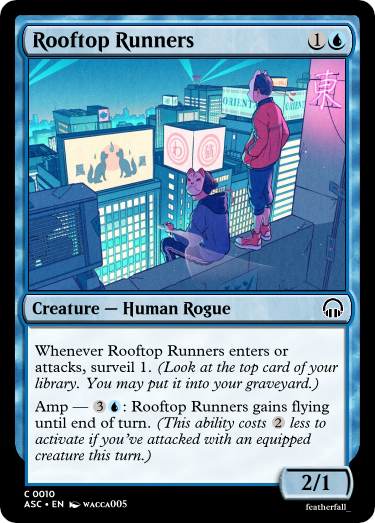 Rooftop Runners 1
ORIENT
東
Creature — Human Rogue
Whenever Rooftop Runners enters or
attacks, surveil 1. (Look at the top card of your
library. You may put it into your graveyard.)
Amp — 3 : Rooftop Runners gains flying
until end of turn. (This ability costs 2 less to
activate if you've attacked with an equipped
creature this turn.)
2/1
C 0010
ASC • EN WACCA005
featherfall_